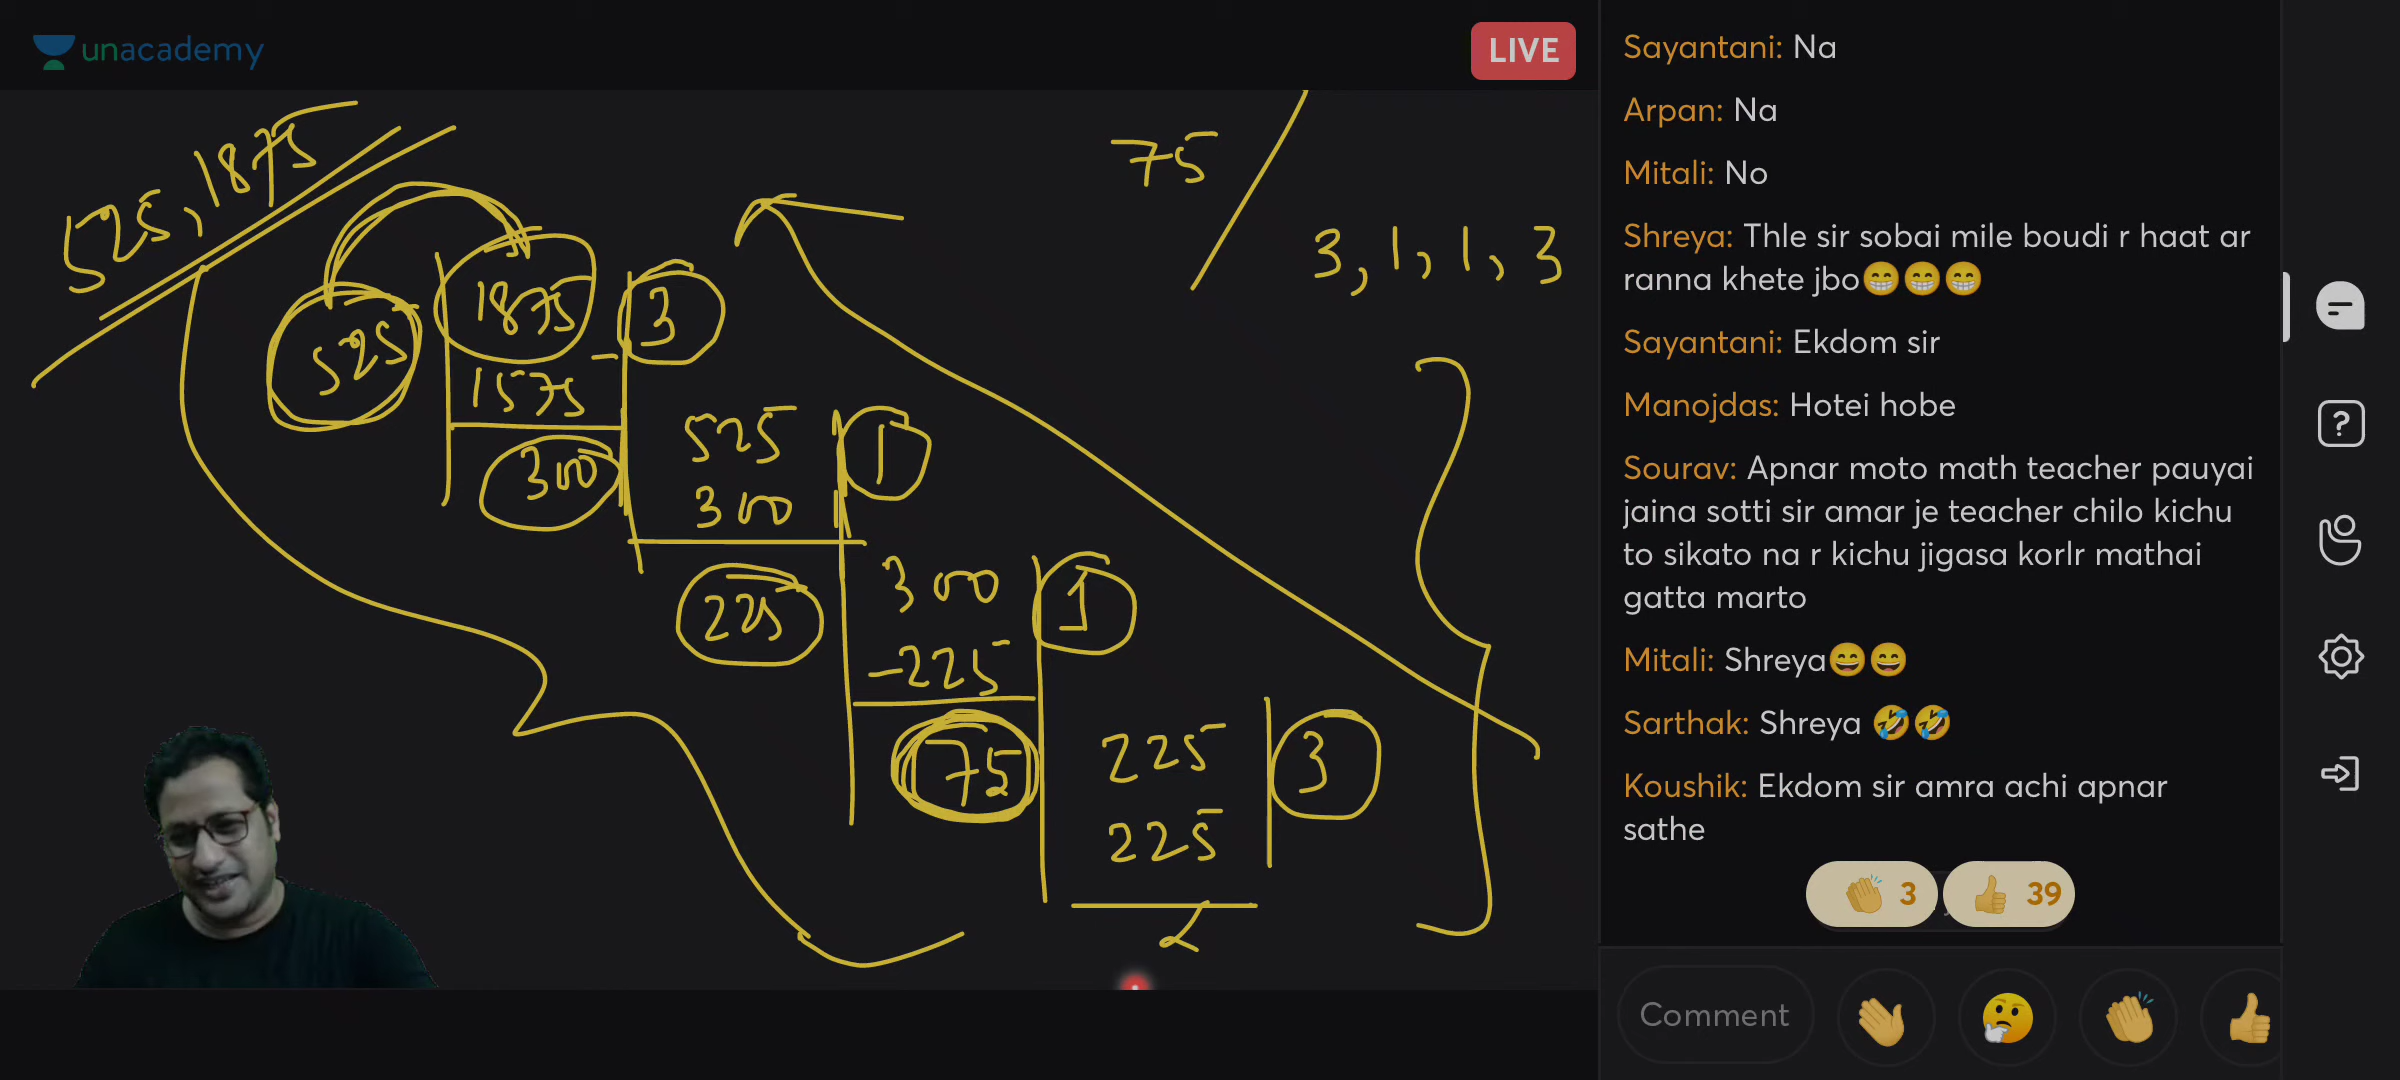 unacademy
LIVE
525, 1875
75
3, 1, 1, 3
525
1875
3
1575
300
525
1
300
225
300
1
-225
75
225
3
225
Sayantani: Na
Arpan: Na
Mitali: No
Shreya: Thle sir sobai mile boudi r haat ar
ranna khete jbo😁😁😁
Sayantani: Ekdom sir
Manojdas: Hotei hobe
Sourav: Apnar moto math teacher pauyai
jaina sotti sir amar je teacher chilo kichu
to sikato na r kichu jigasa korlr mathai
gatta marto
Mitali: Shreya😄😄
Sarthak: Shreya 🤣🤣
Koushik: Ekdom sir amra achi apnar
sathe
👏 3
👍 39
Comment